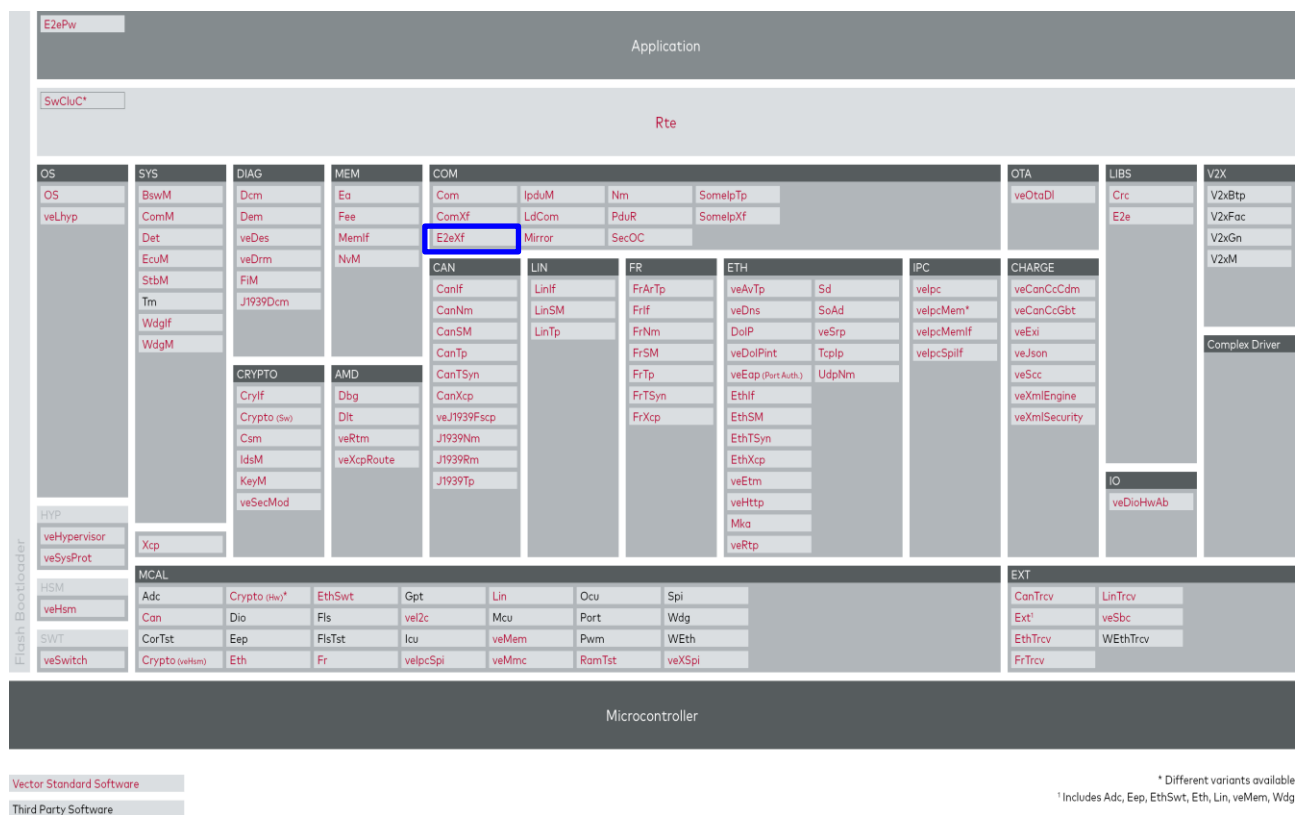 E2ePw
Application
SwCluC*
Rte
OS
OS
veLhyp
SYS
BswM
ComM
Det
EcuM
StbM
Tm
WdgIf
WdgM
DIAG
Dcm
Dem
veDes
veDrm
FiM
J1939Dcm
MEM
Ea
Fee
MemIf
NvM
COM
Com
IpduM
Nm
SomeIpTp
ComXf
LdCom
PduR
SomeIpXf
E2eXf
Mirror
SecOC
OTA
veOtaDl
LIBS
Crc
E2e
V2X
V2xBtp
V2xFac
V2xGn
V2xM
CAN
CanIf
CanNm
CanSM
CanTp
CanTSyn
CanXcp
veJ1939Fscp
J1939Nm
J1939Rm
J1939Tp
LIN
LinIf
LinSM
LinTp
FR
FrArTp
FrIf
FrNm
FrSM
FrTp
FrTSyn
FrXcp
ETH
veAvTp
Sd
veDns
SoAd
DoIP
veSrp
veDoIPint
TcpIp
veEap (Port Auth.)
UdpNm
EthIf
EthSM
EthTSyn
EthXcp
veEtm
veHttp
Mka
veRtp
IPC
veIpc
veIpcMem*
veIpcMemIf
veIpcSpiIf
CHARGE
veCanCcCdm
veCanCcGbt
veExi
veJson
veScc
veXmlEngine
veXmlSecurity
Complex Driver
CRYPTO
CryIf
Crypto (Sw)
Csm
IdsM
KeyM
veSecMod
AMD
Dbg
Dlt
veRtm
veXcpRoute
IO
veDioHwAb
HYP
veHypervisor
veSysProt
Xcp
HSM
veHsm
SWT
veSwitch
Flash Bootloader
MCAL
Adc
Crypto (Hw)*
EthSwt
Gpt
Lin
Ocu
Spi
Can
Dio
Fls
veI2c
Mcu
Port
Wdg
CorTst
Eep
FlsTst
Icu
veMem
Pwm
WEth
Crypto (veHsm)
Eth
Fr
veIpcSpi
veMmc
RamTst
veXSpi
EXT
CanTrcv
LinTrcv
Ext¹
veSbc
EthTrcv
WEthTrcv
FrTrcv
Microcontroller
Vector Standard Software
Third Party Software
* Different variants available
¹ Includes Adc, Eep, EthSwt, Eth, Lin, veMem, Wdg